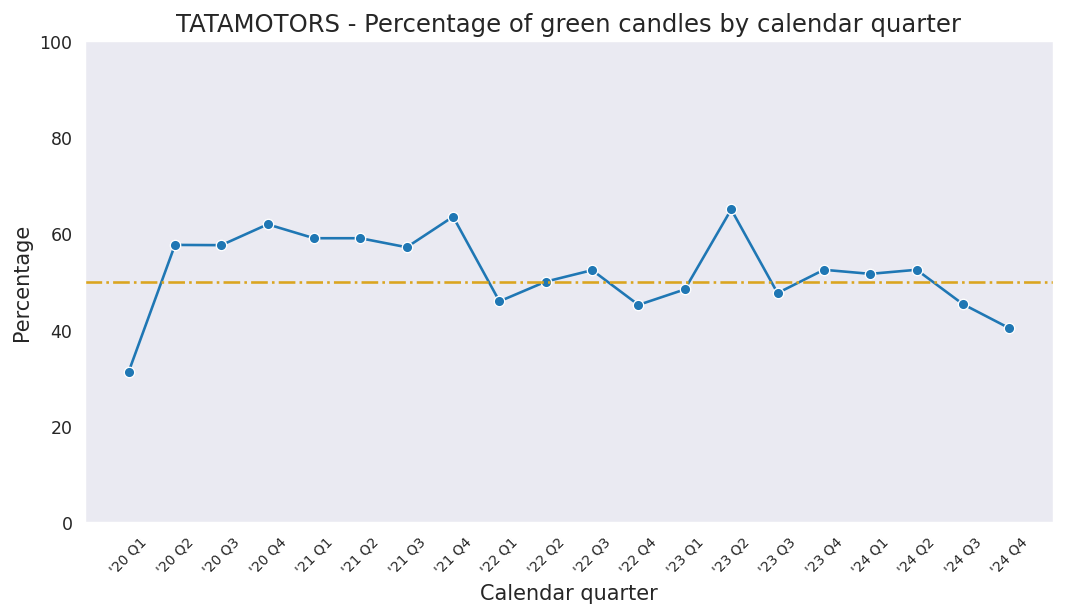 TATAMOTORS - Percentage of green candles by calendar quarter
Percentage
100
80
60
40
20
0
'20 Q1
'20 Q2
'20 Q3
'20 Q4
'21 Q1
'21 Q2
'21 Q3
'21 Q4
'22 Q1
'22 Q2
'22 Q3
'22 Q4
'23 Q1
'23 Q2
'23 Q3
'23 Q4
'24 Q1
'24 Q2
'24 Q3
'24 Q4
Calendar quarter